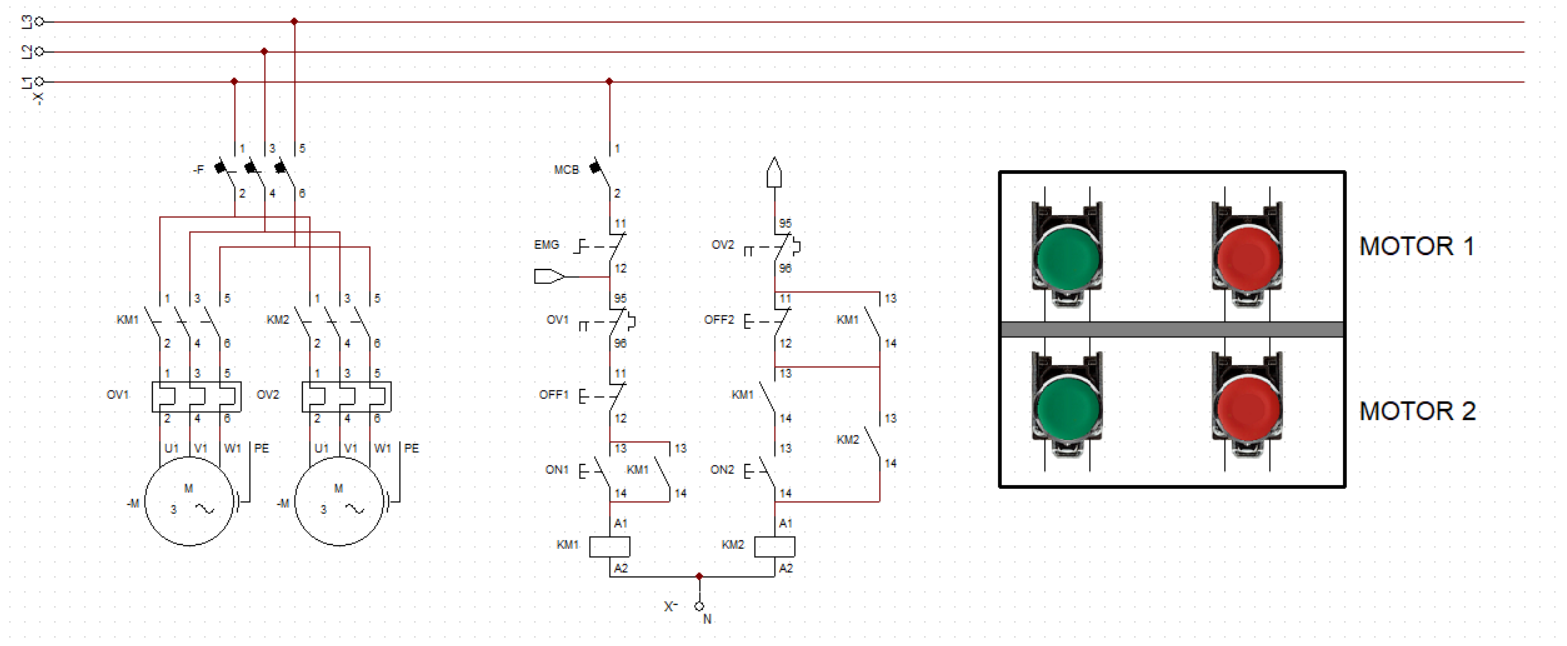 L3
L2
L1
-X
-F
1 3 5
2 4 6
1 3 5
KM1
2 4 6
1 3 5
KM2
2 4 6
1 3 5
OV1
2 4 6
1 3 5
OV2
2 4 6
U1 V1 W1 PE
U1 V1 W1 PE
-M
M
3
-M
M
3
1
MCB
2
11
EMG
12
95
OV1
96
11
OFF1
12
13
ON1
14
13
KM1
14
A1
KM1
A2
95
OV2
96
11
OFF2
12
13
KM1
14
13
KM1
14
13
KM2
14
13
ON2
14
A1
KM2
A2
X-
N
MOTOR 1
MOTOR 2